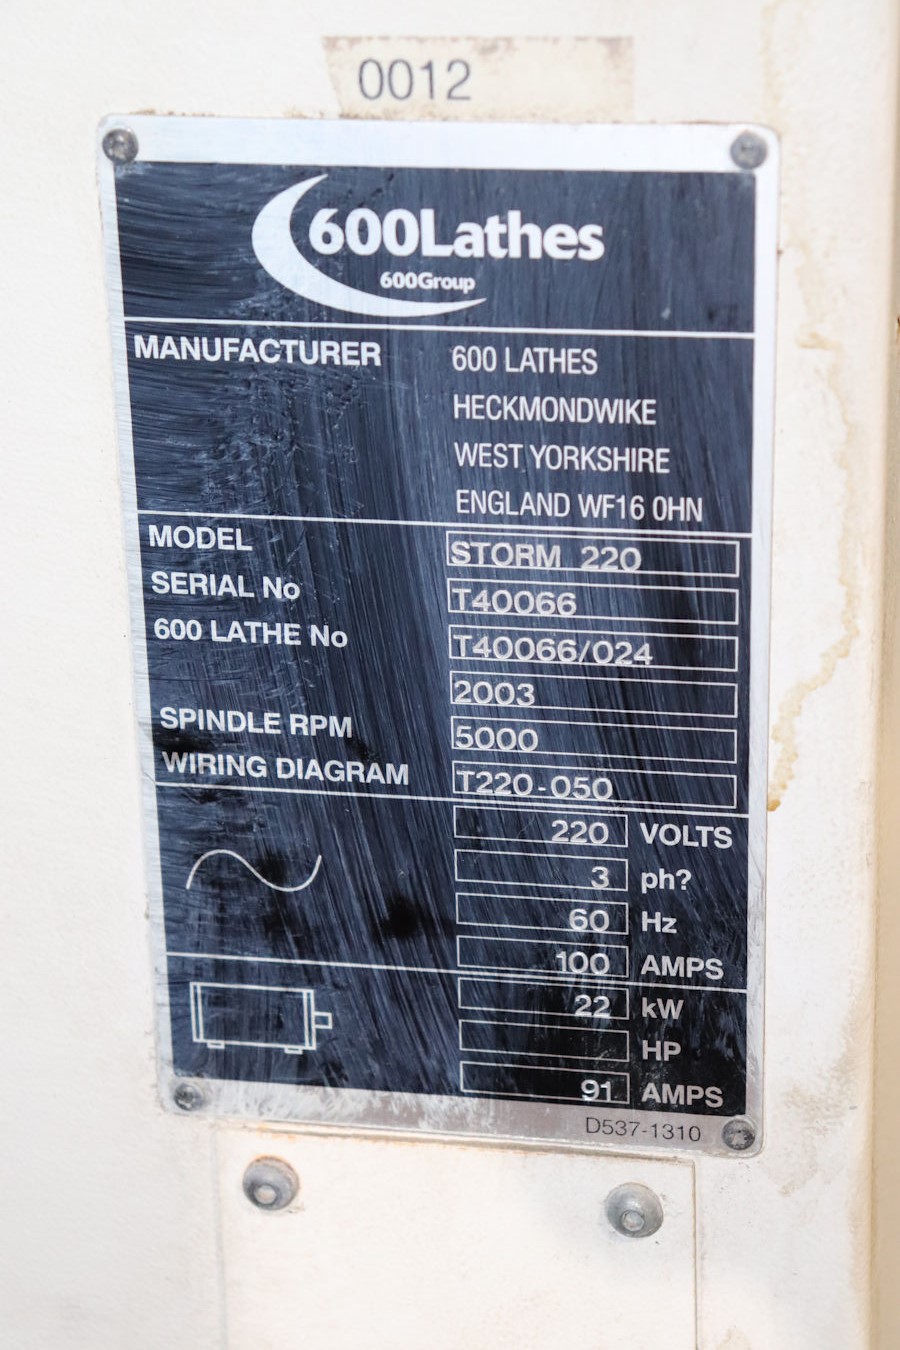 0012
600Lathes
600Group
MANUFACTURER 600 LATHES
HECKMONDWIKE
WEST YORKSHIRE
ENGLAND WF16 0HN
MODEL STORM 220
SERIAL No T40066
600 LATHE No T40066/024
2003
SPINDLE RPM 5000
WIRING DIAGRAM T220-050
220 VOLTS
3 ph?
60 Hz
100 AMPS
22 kW
HP
91 AMPS
D537-1310